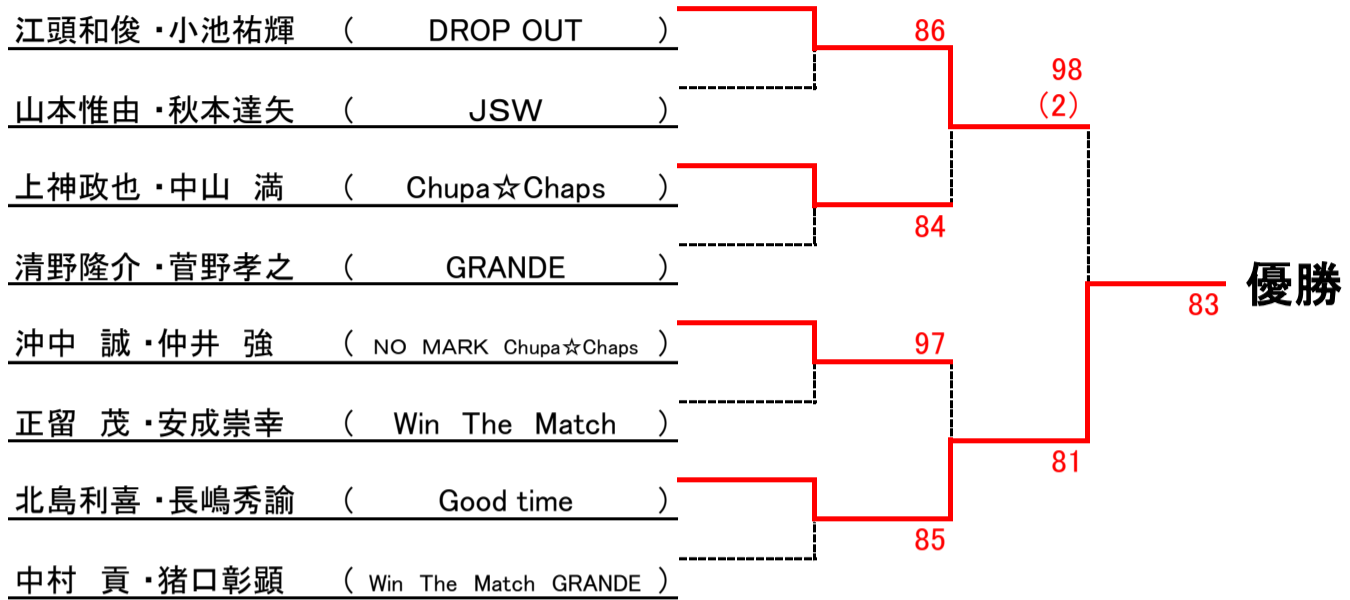 江頭和俊・小池祐輝 ( DROP OUT )
86
98
(2)
山本惟由・秋本達矢 ( JSW )
上神政也・中山 満 ( Chupa☆Chaps )
84
清野隆介・菅野孝之 ( GRANDE )
優勝
83
沖中 誠・仲井 強 ( NO MARK Chupa☆Chaps )
97
正留 茂・安成崇幸 ( Win The Match )
81
北島利喜・長嶋秀諭 ( Good time )
85
中村 貢・猪口彰顕 ( Win The Match GRANDE )